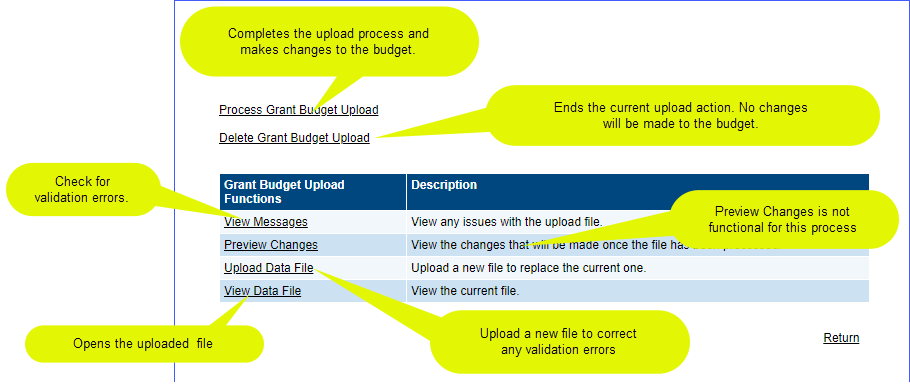 Completes the upload process and
makes changes to the budget.
Process Grant Budget Upload
Ends the current upload action. No changes
will be made to the budget.
Delete Grant Budget Upload
Check for
validation errors.
Grant Budget Upload
Functions
Description
View Messages
View any issues with the upload file.
Preview Changes is not
functional for this process
Preview Changes
View the changes that will be made once the file has
Upload Data File
Upload a new file to replace the current one.
View Data File
View the current file.
Opens the uploaded file
Upload a new file to correct
any validation errors
Return